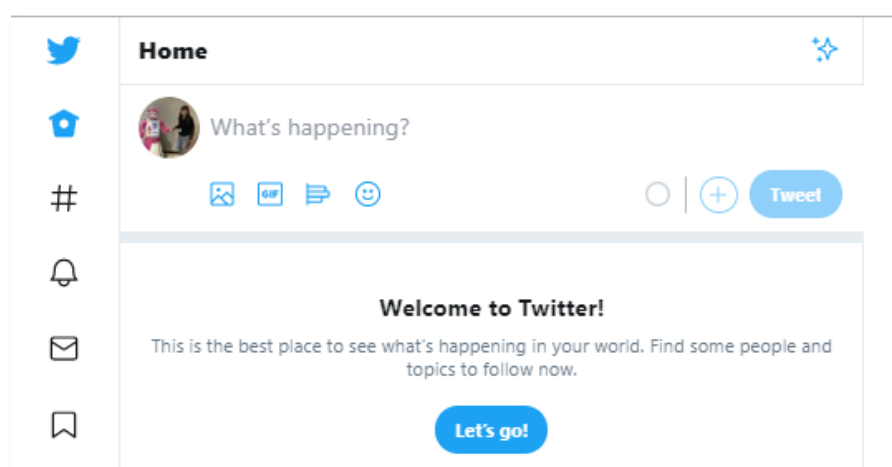 Home
What's happening?
GIF
Tweet
Welcome to Twitter!
This is the best place to see what's happening in your world. Find some people and
topics to follow now.
Let's go!